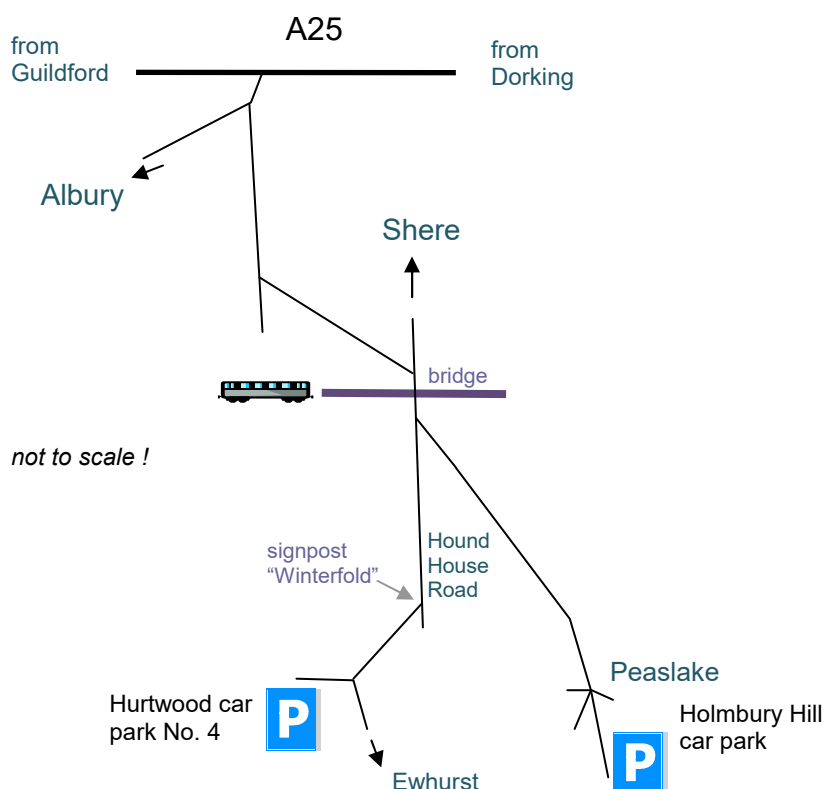 A25
from
Guildford
from
Dorking
Albury
Shere
bridge
not to scale !
signpost
“Winterfold”
Hound
House
Road
Peaslake
Hurtwood car
park No. 4
P
Holmbury Hill
car park
P
Ewhurst